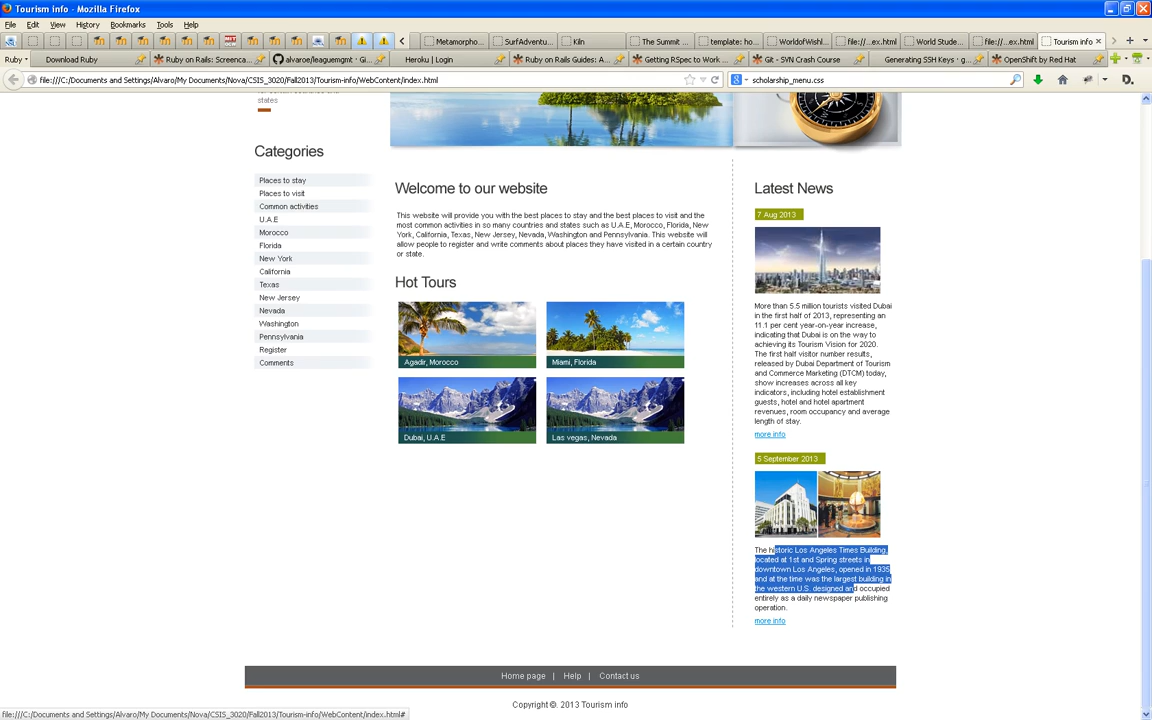 Tourism info - Mozilla Firefox
File Edit View History Bookmarks Tools Help
Metamorpho... SurfAdventu... Kiln The Summit ... template: ho... WorldofWishl... file:///...ex.html World Stude... file:///...ex.html Tourism info
Ruby Download Ruby Ruby on Rails: Screenca... alvaroe/leaguemgmt · Gi... Heroku | Login Ruby on Rails Guides: A... Getting RSpec to Work ... Git - SVN Crash Course Generating SSH Keys · g... OpenShift by Red Hat
file:///C:/Documents and Settings/Alvaro/My Documents/Nova/CSIS_3020/Fall2013/Tourism-info/WebContent/index.html
scholarship_menu.css
states
Categories
Places to stay
Places to visit
Common activities
U.A.E
Morocco
Florida
New York
California
Texas
New Jersey
Nevada
Washington
Pennsylvania
Register
Comments
Welcome to our website
This website will provide you with the best places to stay and the best places to visit and the
most common activities in so many countries and states such as U.A.E, Morocco, Florida, New
York, California, Texas, New Jersey, Nevada, Washington and Pennsylvania. This website will
allow people to register and write comments about places they have visited in a certain country
or state.
Hot Tours
Agadir, Morocco
Miami, Florida
Dubai, U.A.E
Las vegas, Nevada
Latest News
7 Aug 2013
More than 5.5 million tourists visited Dubai
in the first half of 2013, representing an
11.1 per cent year-on-year increase,
indicating that Dubai is on the way to
achieving its Tourism Vision for 2020.
The first half visitor number results,
released by Dubai Department of Tourism
and Commerce Marketing (DTCM) today,
show increases across all key
indicators, including hotel establishment
guests, hotel and hotel apartment
revenues, room occupancy and average
length of stay.
more info
5 September 2013
The historic Los Angeles Times Building,
located at 1st and Spring streets in
downtown Los Angeles, opened in 1935
and at the time was the largest building in
the western U.S. designed and occupied
entirely as a daily newspaper publishing
operation.
more info
Home page | Help | Contact us
Copyright ©. 2013 Tourism info
file:///C:/Documents and Settings/Alvaro/My Documents/Nova/CSIS_3020/Fall2013/Tourism-info/WebContent/index.html#